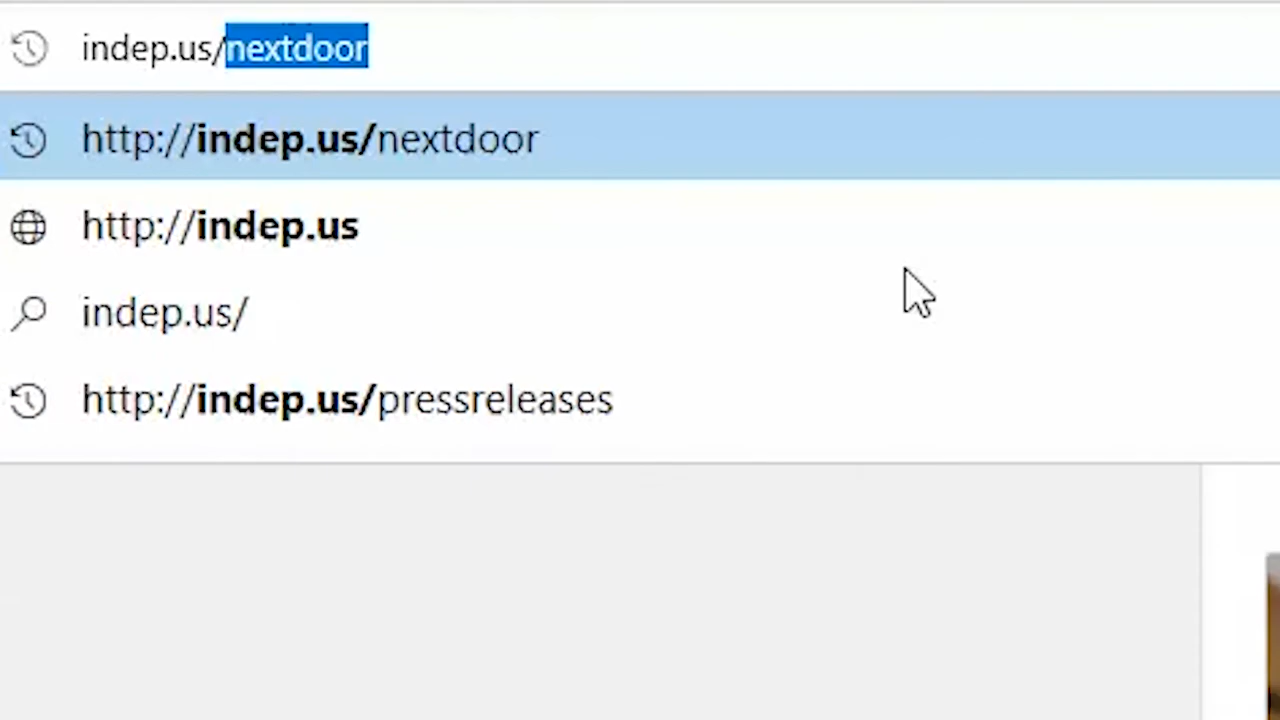 indep.us/nextdoor
http://indep.us/nextdoor
http://indep.us
indep.us/
http://indep.us/pressreleases